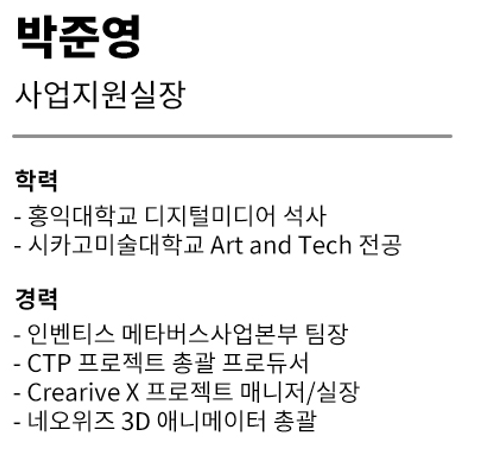 박준영
사업지원실장
학력
- 홍익대학교 디지털미디어 석사
- 시카고미술대학교 Art and Tech 전공
경력
- 인벤티스 메타버스사업본부 팀장
- CTP 프로젝트 총괄 프로듀서
- Crearive X 프로젝트 매니저/실장
- 네오위즈 3D 애니메이터 총괄